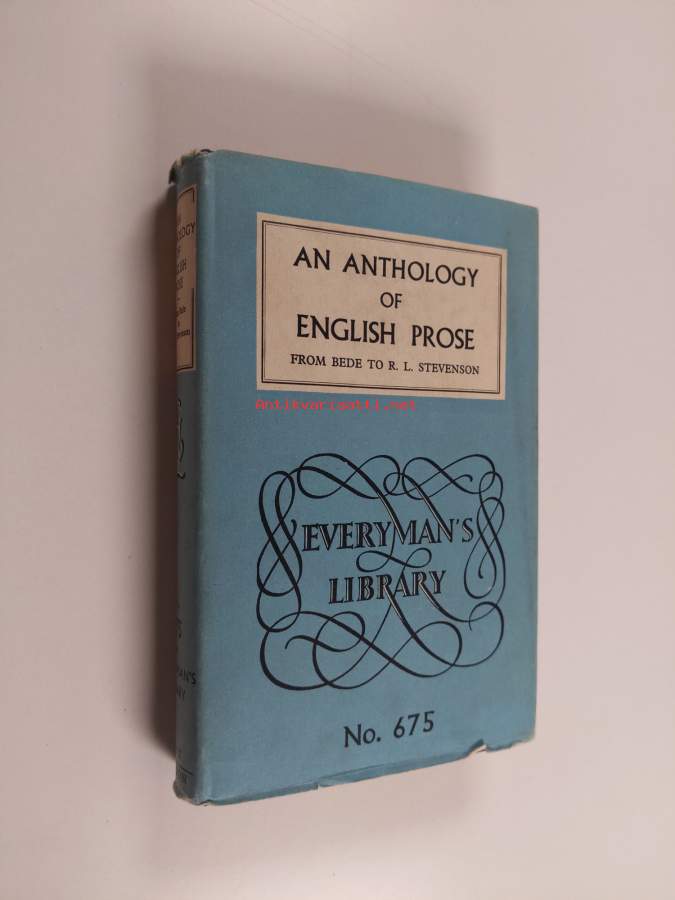 AN ANTHOLOGY
OF
ENGLISH PROSE
FROM BEDE TO R. L. STEVENSON
Antikvariaatti.net
EVERYMAN'S
LIBRARY
No. 675